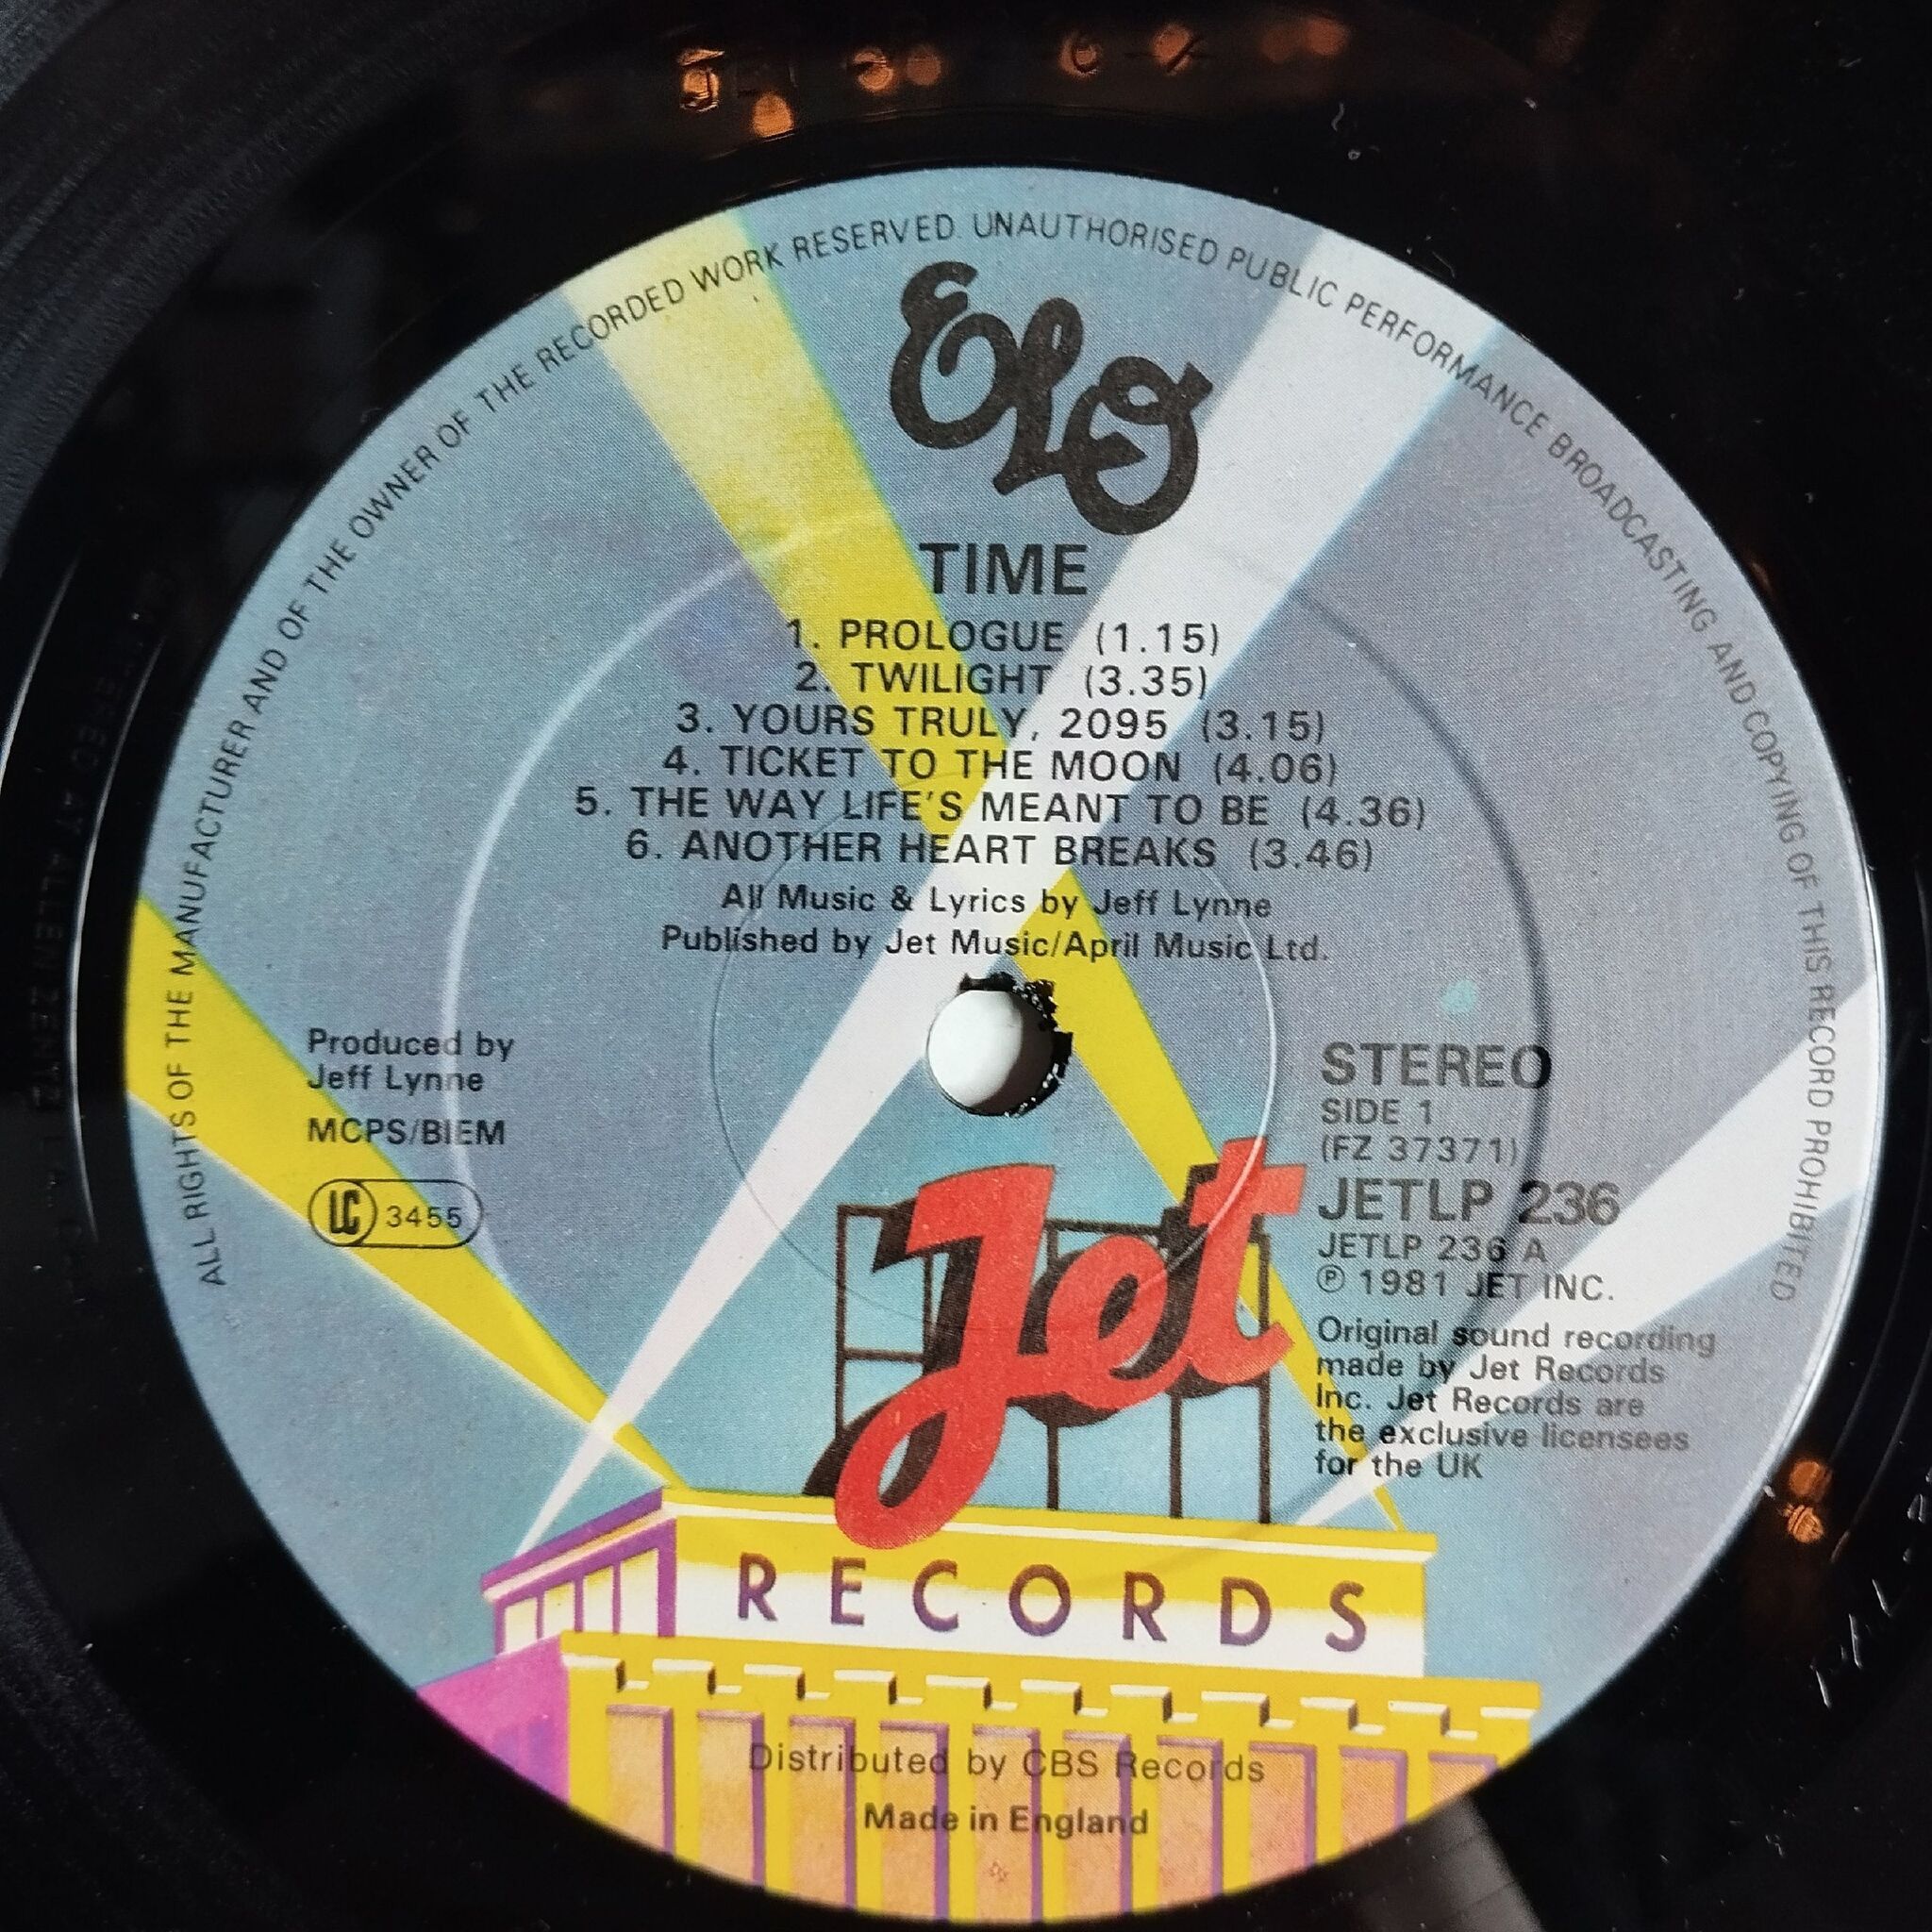 ALL RIGHTS OF THE MANUFACTURER AND OF THE OWNER OF THE RECORDED WORK RESERVED. UNAUTHORISED PUBLIC PERFORMANCE BROADCASTING AND COPYING OF THIS RECORD PROHIBITED
ELO
TIME
1. PROLOGUE (1.15)
2. TWILIGHT (3.35)
3. YOURS TRULY, 2095 (3.15)
4. TICKET TO THE MOON (4.06)
5. THE WAY LIFE'S MEANT TO BE (4.36)
6. ANOTHER HEART BREAKS (3.46)
All Music & Lyrics by Jeff Lynne
Published by Jet Music/April Music Ltd.
Produced by
Jeff Lynne
MCPS/BIEM
LC 3455
STEREO
SIDE 1
(FZ 37371)
JETLP 236
JETLP 236 A
℗ 1981 JET INC.
Original sound recording
made by Jet Records
Inc. Jet Records are
the exclusive licensees
for the UK
Jet
RECORDS
Distributed by CBS Records
Made in England